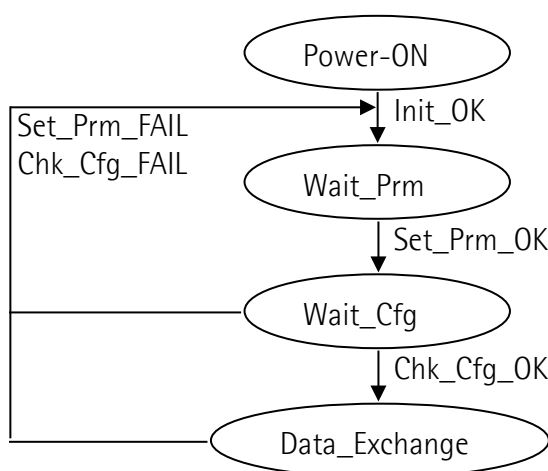 Power-ON
Init_OK
Set_Prm_FAIL
Chk_Cfg_FAIL
Wait_Prm
Set_Prm_OK
Wait_Cfg
Chk_Cfg_OK
Data_Exchange